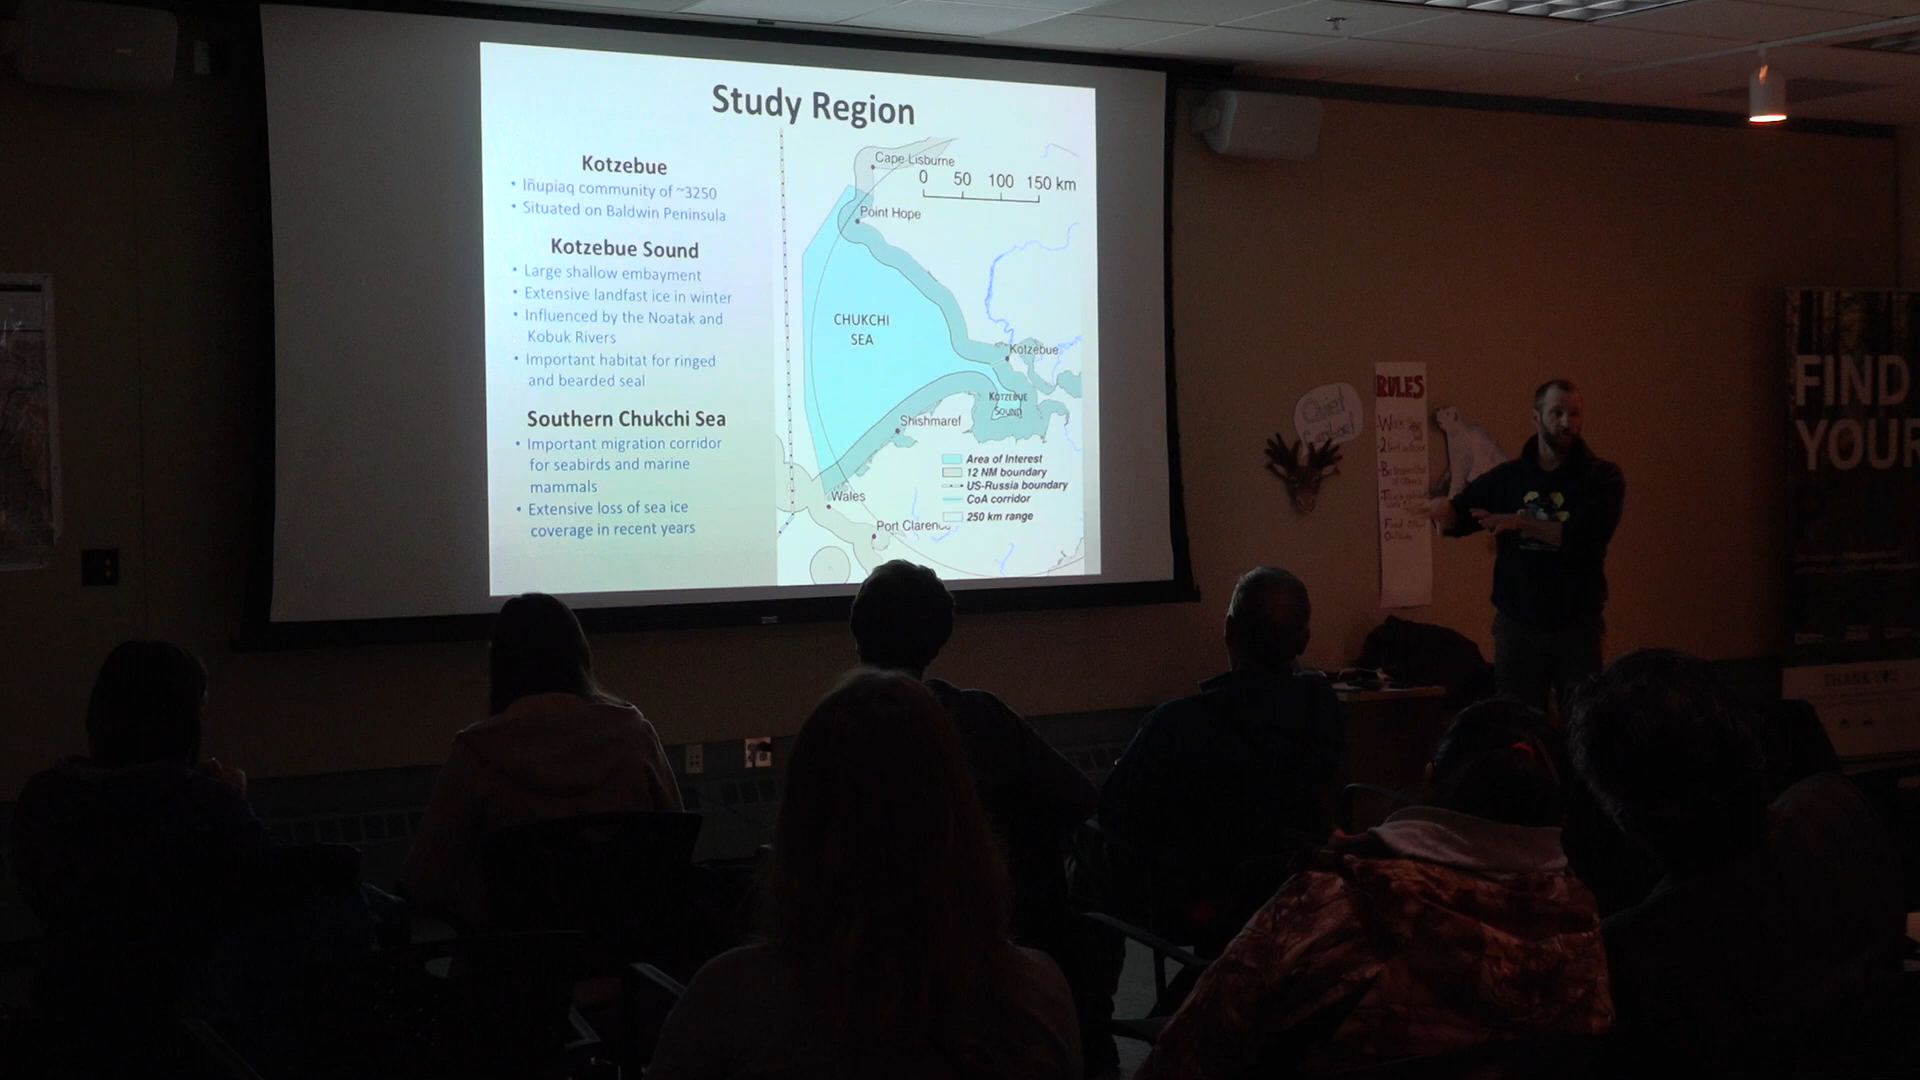 Study Region
Kotzebue
• Iñupiaq community of ~3250
• Situated on Baldwin Peninsula
Kotzebue Sound
• Large shallow embayment
• Extensive landfast ice in winter
• Influenced by the Noatak and
Kobuk Rivers
• Important habitat for ringed
and bearded seal
Southern Chukchi Sea
• Important migration corridor
for seabirds and marine
mammals
• Extensive loss of sea ice
coverage in recent years
Cape Lisburne
0 50 100 150 km
Point Hope
CHUKCHI
SEA
Kotzebue
KOTZEBUE
SOUND
Shishmaref
Area of Interest
12 NM boundary
US-Russia boundary
CoA corridor
250 km range
Wales
Port Clarenc
RULES
FIND
YOUR
THANK YOU